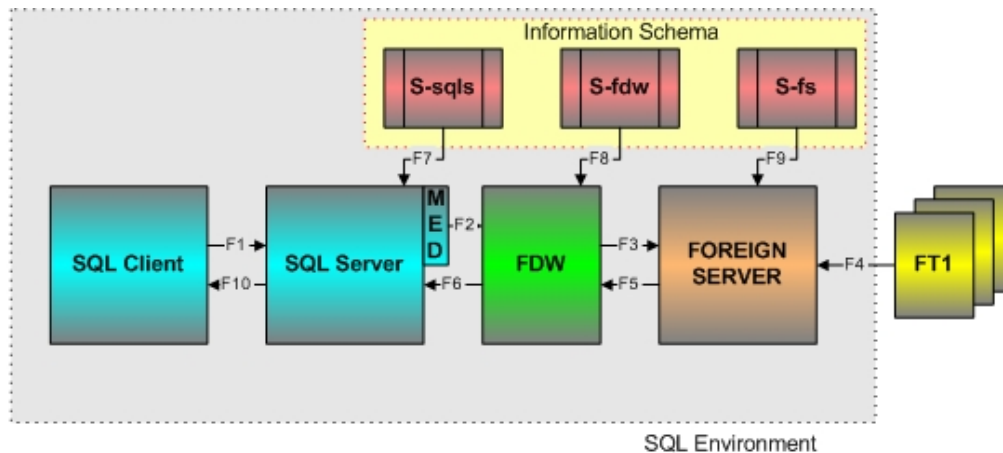 Information Schema
S-sqls
S-fdw
S-fs
F7
F8
F9
M
E
D
F2
F1
F3
SQL Client
SQL Server
FDW
FOREIGN
SERVER
F4
FT1
F10
F6
F5
SQL Environment